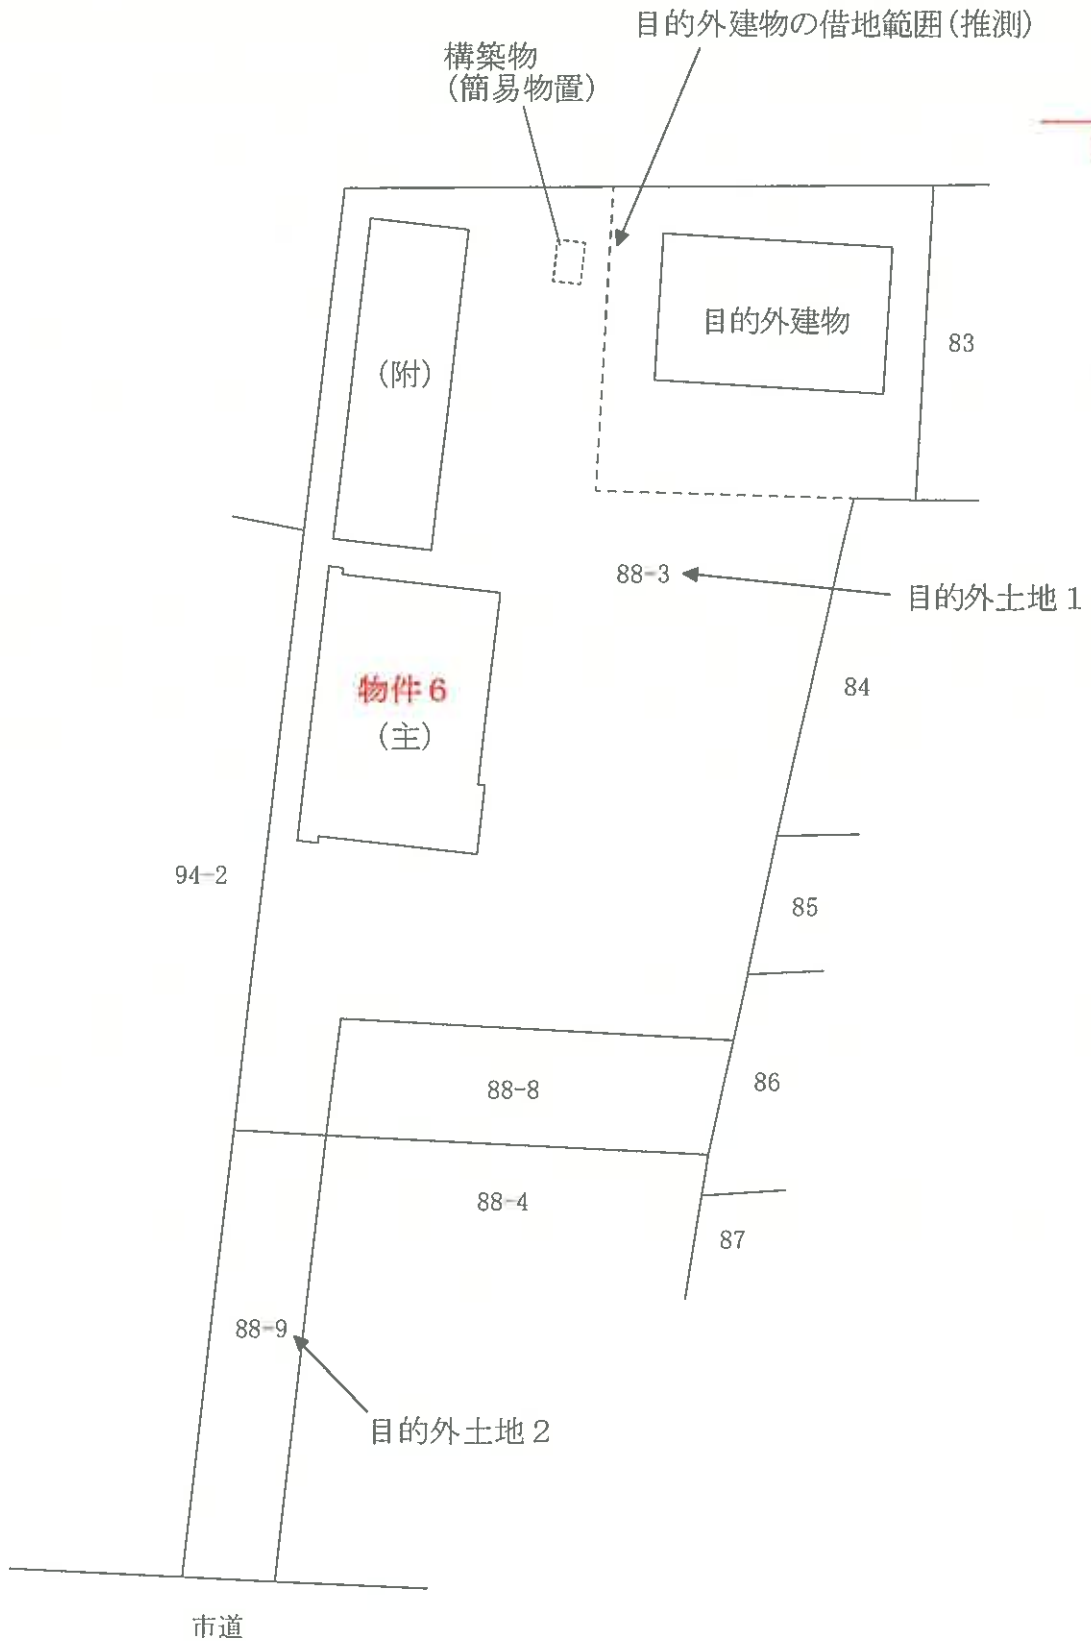 目的外建物の借地範囲(推測)
構築物
(簡易物置)
目的外建物
83
(附)
88-3
目的外土地1
物件6
(主)
84
94-2
85
88-8
86
88-4
87
88-9
目的外土地2
市道